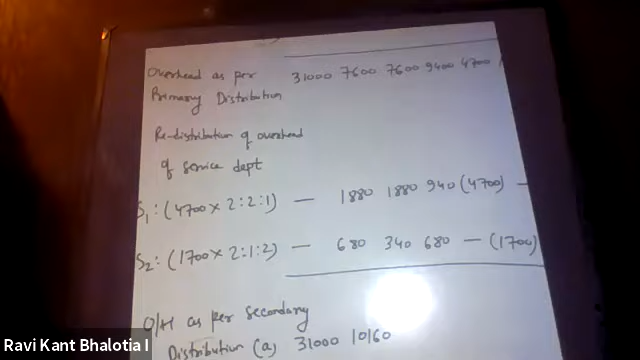 Overhead as per 31000 7600 7600 9400 4700
Primary Distribution
Re-distribution of overhead
of service dept
S1: (4700 x 2:2:1) — 1880 1880 940 (4700) —
S2: (1700 x 2:1:2) — 680 340 680 — (1700)
O/H as per secondary
Distribution (a) 31000 10160
Ravi Kant Bhalotia I